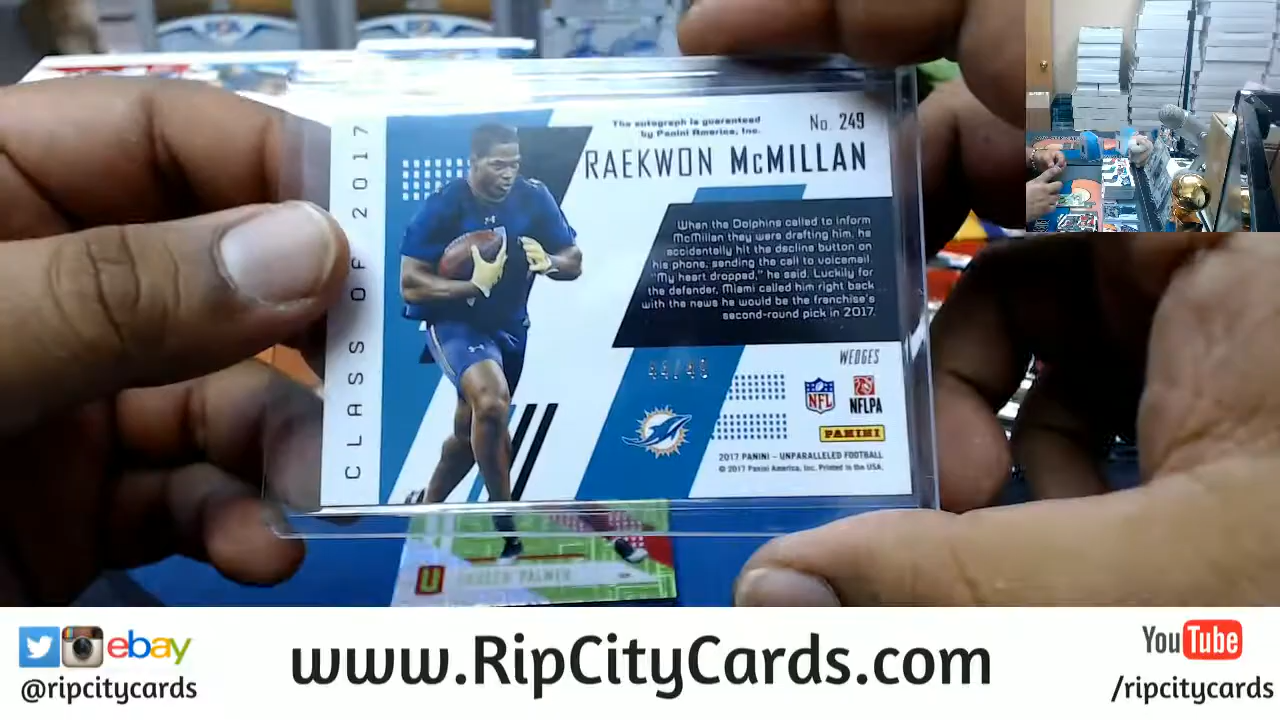 CLASS OF 2017
The autograph is guaranteed
by Panini America, Inc.
No. 249
RAEKWON McMILLAN
When the Dolphins called to inform
McMillan they were drafting him, he
accidentally hit the decline button on
his phone, sending the call to voicemail.
"My heart dropped," he said. Luckily for
the defender, Miami called him right back
with the news he would be the franchise's
second-round pick in 2017.
WEDGES
NFL
NFLPA
PANINI
2017 PANINI – UNPARALLELED FOOTBALL
© 2017 Panini America, Inc. Printed in the USA.
U
PALMER
ebay
@ripcitycards
www.RipCityCards.com
YouTube
/ripcitycards